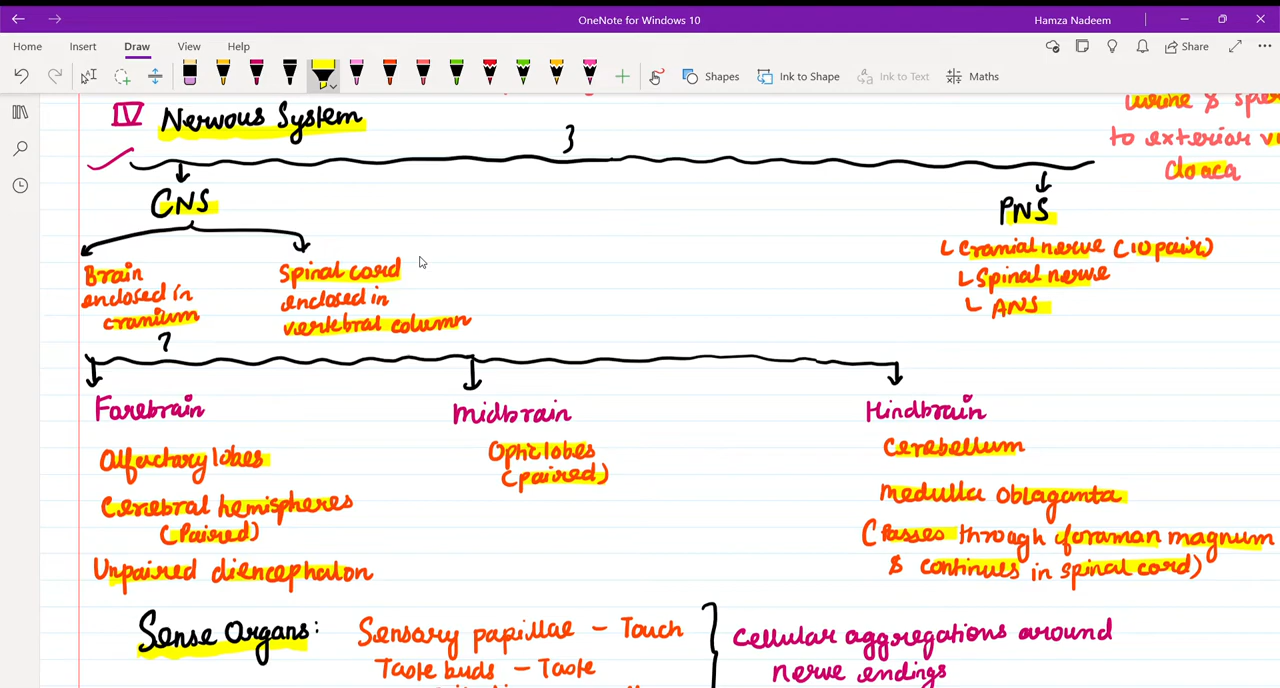 OneNote for Windows 10
Hamza Nadeem
Home
Insert
Draw
View
Help
Share
Shapes
Ink to Shape
Ink to Text
Maths
urine &
to exterior
cloaca
IV Nervous System
CNS
PNS
Brain
enclosed in
cranium
Spinal cord
enclosed in
vertebral column
Cranial nerve (10 pair)
Spinal nerve
ANS
Forebrain
Midbrain
Hindbrain
Olfactory lobes
Cerebral hemispheres
(Paired)
Unpaired diencephalon
Optic lobes
(paired)
Cerebellum
Medulla Oblaganta
(Passes through foraman magnum
& continues in spinal cord)
Sense Organs:
Sensory papillae - Touch
Taste buds - Taste
Cellular aggregations around
nerve endings